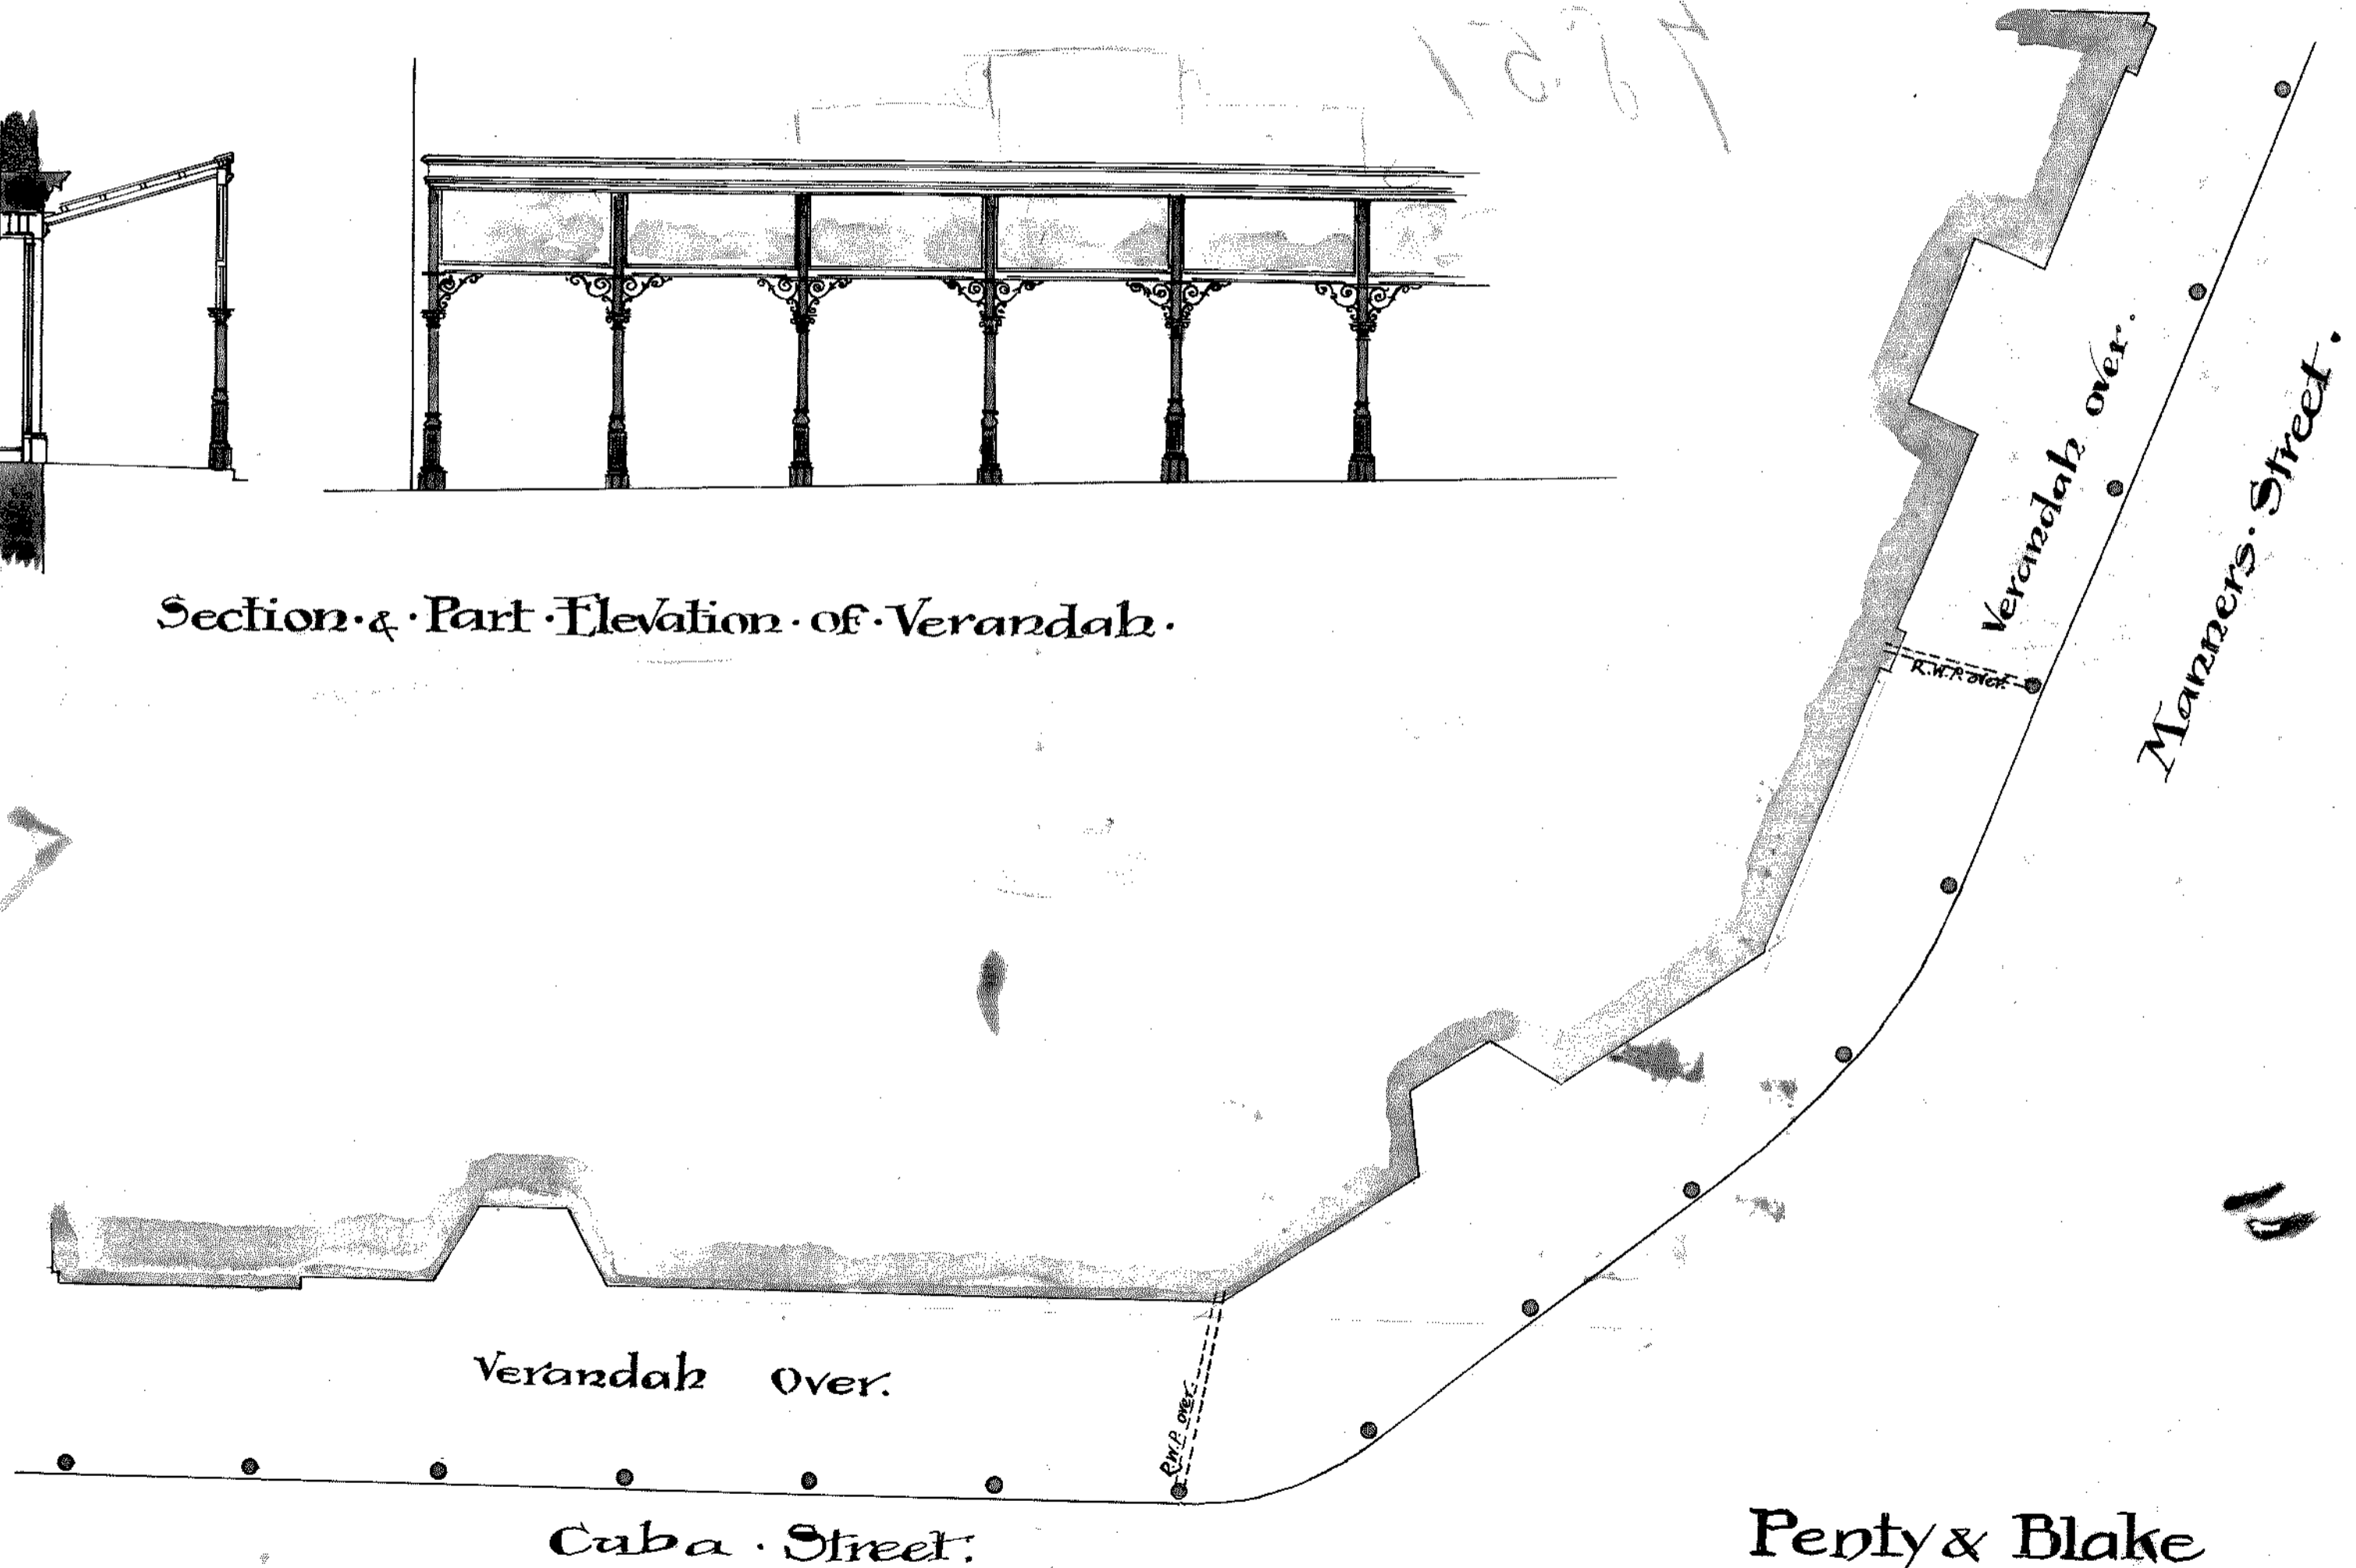 Section · & · Part · Elevation · of · Verandah ·
Verandah over.
Manners · Street.
R.W.P. over.
Verandah Over.
R.W.P. over.
Cuba · Street.
Penty & Blake